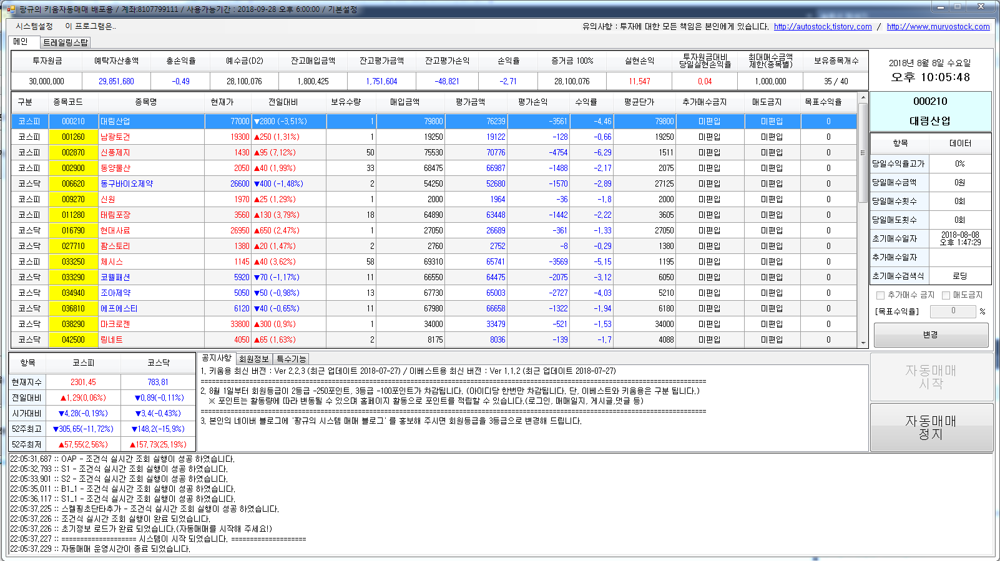 팡규의 키움자동매매 배포용 / 계좌:8107799111 / 사용가능기간 : 2018-09-28 오후 6:00:00 / 기본설정
시스템설정 이 프로그램은..
유의사항 : 투자에 대한 모든 책임은 본인에게 있습니다. http://autostock.tistory.com / http://www.muryostock.com
메인 트레일링스탑
투자원금 예탁자산총액 총손익율 예수금(D2) 잔고매입금액 잔고평가금액 잔고평가손익 손익율 증거금 100% 실현손익 투자원금대비 당일실현손익율 최대매수금액 제한(종목별) 보유종목개수
30,000,000 29,851,680 -0.49 28,100,076 1,800,425 1,751,604 -48,821 -2.71 28,100,076 11,547 0.04 1,000,000 35 / 40
구분 종목코드 종목명 현재가 전일대비 보유수량 매입금액 평가금액 평가손익 수익률 평균단가 추가매수금지 매도금지 목표수익율
코스피 000210 대림산업 77000 ▼2800 (-3.51%) 1 79800 76239 -3561 -4.46 79800 미편입 미편입 0
코스피 001260 남광토건 19300 ▲250 (1.31%) 1 19250 19122 -128 -0.66 19250 미편입 미편입 0
코스피 002870 신풍제지 1430 ▲95 (7.12%) 50 75530 70776 -4754 -6.29 1511 미편입 미편입 0
코스피 002900 동양물산 2050 ▲40 (1.99%) 33 68475 66987 -1488 -2.17 2075 미편입 미편입 0
코스닥 006620 동구바이오제약 26600 ▼400 (-1.48%) 2 54250 52680 -1570 -2.89 27125 미편입 미편입 0
코스피 009270 신원 1970 ▲25 (1.29%) 1 2000 1964 -36 -1.8 2000 미편입 미편입 0
코스피 011280 태림포장 3560 ▲130 (3.79%) 18 64890 63448 -1442 -2.22 3605 미편입 미편입 0
코스닥 016790 현대사료 26950 ▲650 (2.47%) 1 27050 26689 -361 -1.33 27050 미편입 미편입 0
코스닥 027710 팜스토리 1380 ▲20 (1.47%) 2 2760 2752 -8 -0.29 1380 미편입 미편입 0
코스피 033250 체시스 1145 ▲40 (3.62%) 58 69310 65741 -3569 -5.15 1195 미편입 미편입 0
코스닥 033290 코웰패션 5920 ▼70 (-1.17%) 11 66550 64475 -2075 -3.12 6050 미편입 미편입 0
코스닥 034940 조아제약 5050 ▼50 (-0.98%) 13 67730 65003 -2727 -4.03 5210 미편입 미편입 0
코스닥 036810 에프에스티 6120 ▼40 (-0.65%) 11 67980 66658 -1322 -1.94 6180 미편입 미편입 0
코스닥 038290 마크로젠 33800 ▲300 (0.9%) 1 34000 33479 -521 -1.53 34000 미편입 미편입 0
코스닥 042500 링네트 4050 ▲65 (1.63%) 2 8175 8036 -139 -1.7 4088 미편입 미편입 0
2018년 8월 8일 수요일
오후 10:05:48
000210
대림산업
항목 데이터
당일수익율고가 0%
당일매수금액 0원
당일매수횟수 0회
당일매도횟수 0회
초기매수일자 2018-08-08 오후 1:47:29
추가매수일자
초기매수검색식 로딩
추가매수 금지 매도금지
[목표수익율] 0 %
변경
자동매매 시작
자동매매 정지
항목 코스피 코스닥
현재지수 2301.45 783.81
전일대비 ▲1.29(0.06%) ▼0.89(-0.11%)
시가대비 ▼4.28(-0.19%) ▼3.4(-0.43%)
52주최고 ▼305.65(-11.72%) ▼148.2(-15.9%)
52주최저 ▲57.55(2.56%) ▲157.73(25.19%)
공지사항 회원정보 특수기능
1. 키움용 최신 버전 : Ver 2.2.3 (최근 업데이트 2018-07-27) / 이베스트용 최신 버전 : Ver 1.1.2 (최근 업데이트 2018-07-27)
2. 8월 1일부터 회원등급이 2등급 -250포인트, 3등급 -100포인트가 차감됩니다. (아이디당 한번만 차감됩니다. 단, 이베스트와 키움용은 구분 됩니다.)
※ 포인트는 활동량에 따라 변동될 수 있으며 홈페이지 활동으로 포인트를 적립할 수 있습니다.(로그인, 매매일지, 게시글,댓글 등)
3. 본인의 네이버 블로그에 '팡규의 시스템 매매 블로그' 를 홍보해 주시면 회원등급을 3등급으로 변경해 드립니다.
22:05:31,687 :: OAP - 조건식 실시간 조회 실행이 성공 하였습니다.
22:05:32,793 :: S1 - 조건식 실시간 조회 실행이 성공 하였습니다.
22:05:33,901 :: S2 - 조건식 실시간 조회 실행이 성공 하였습니다.
22:05:35,011 :: B1_1 - 조건식 실시간 조회 실행이 성공 하였습니다.
22:05:36,117 :: S1_1 - 조건식 실시간 조회 실행이 성공 하였습니다.
22:05:37,225 :: 스켈핑초단타추가 - 조건식 실시간 조회 실행이 성공 하였습니다.
22:05:37,226 :: 조건식 실시간 조회 실행이 완료 되었습니다.
22:05:37,226 :: 초기정보 로드가 완료 되었습니다.(자동매매를 시작해 주세요!)
22:05:37,227 :: ==================== 시스템이 시작 되었습니다. ====================
22:05:37,229 :: 자동매매 운영시간이 종료 되었습니다.